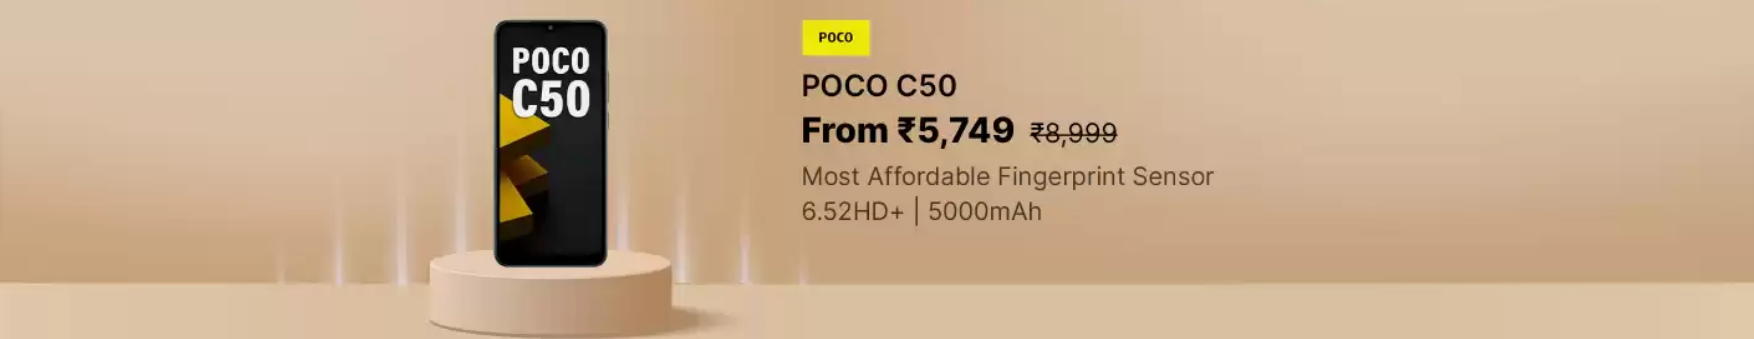 POCO
C50
POCO
POCO C50
From ₹5,749 ₹8,999
Most Affordable Fingerprint Sensor
6.52HD+ | 5000mAh